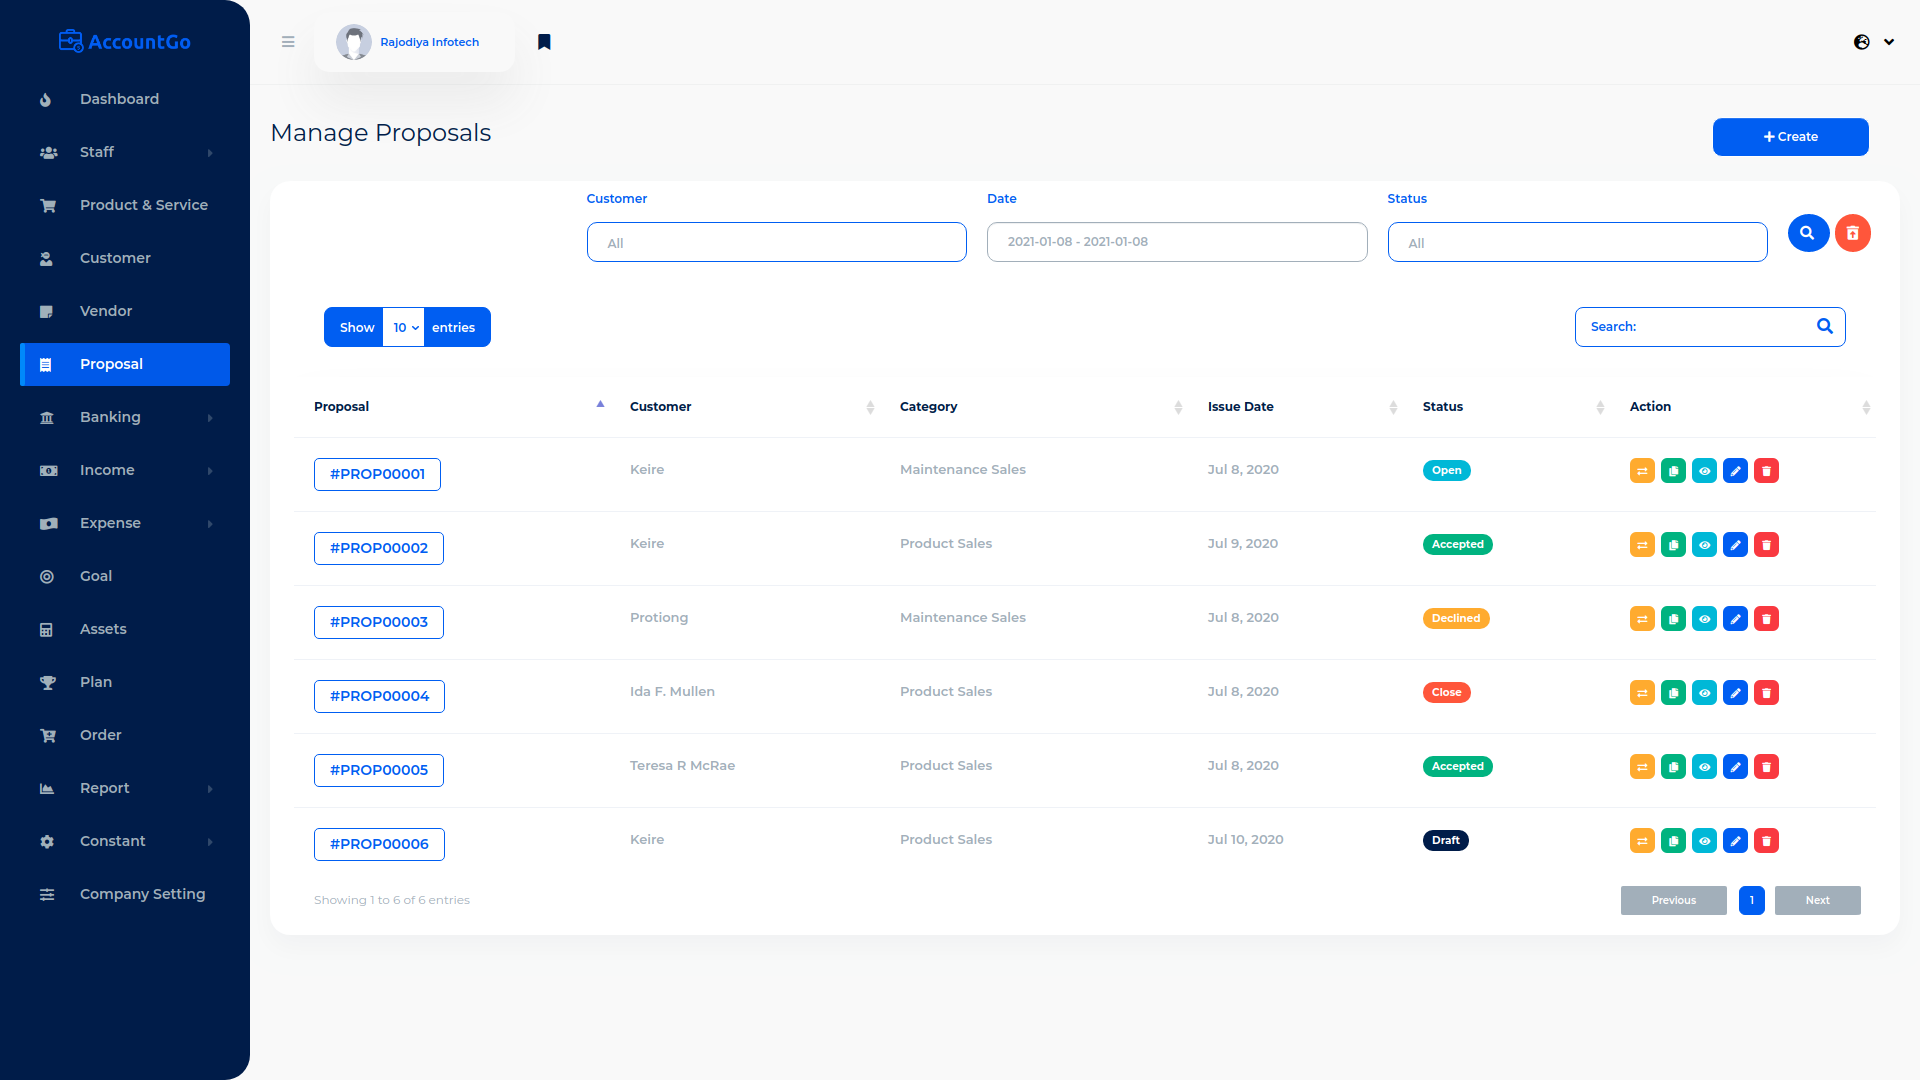 AccountGo
Rajodiya Infotech
Dashboard
Staff
Product & Service
Customer
Vendor
Proposal
Banking
Income
Expense
Goal
Assets
Plan
Order
Report
Constant
Company Setting
Manage Proposals
Create
Customer Date Status
All 2021-01-08 - 2021-01-08 All
Show 10 entries Search:
Proposal Customer Category Issue Date Status Action
#PROP00001 Keire Maintenance Sales Jul 8, 2020 Open
#PROP00002 Keire Product Sales Jul 9, 2020 Accepted
#PROP00003 Protiong Maintenance Sales Jul 8, 2020 Declined
#PROP00004 Ida F. Mullen Product Sales Jul 8, 2020 Close
#PROP00005 Teresa R McRae Product Sales Jul 8, 2020 Accepted
#PROP00006 Keire Product Sales Jul 10, 2020 Draft
Showing 1 to 6 of 6 entries Previous 1 Next